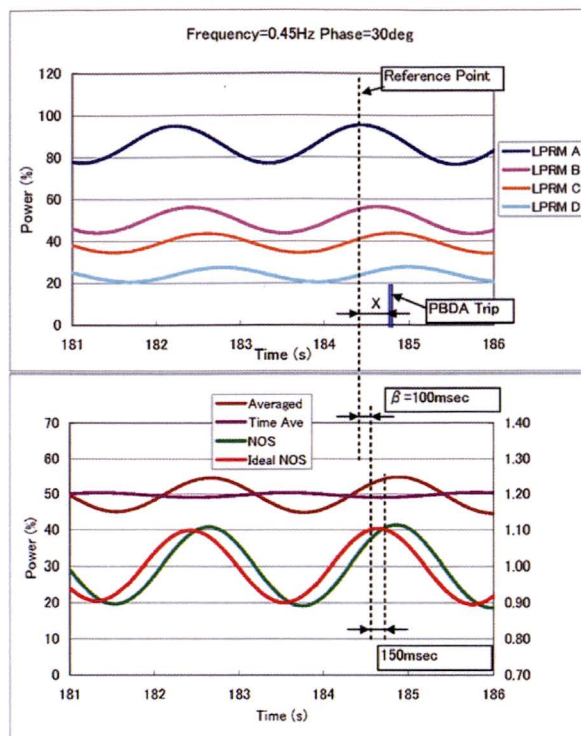 Frequency=0.45Hz Phase=30deg
Reference Point
120
100
80
60
40
20
0
Power (%)
LPRM A
LPRM B
LPRM C
LPRM D
X
PBDA Trip
181
182
183
184
185
186
Time (s)
β=100msec
Averaged
Time Ave
NOS
Ideal NOS
70
60
50
40
30
20
10
0
Power (%)
1.40
1.30
1.20
1.10
1.00
0.90
0.80
0.70
150msec
181
182
183
184
185
186
Time (s)